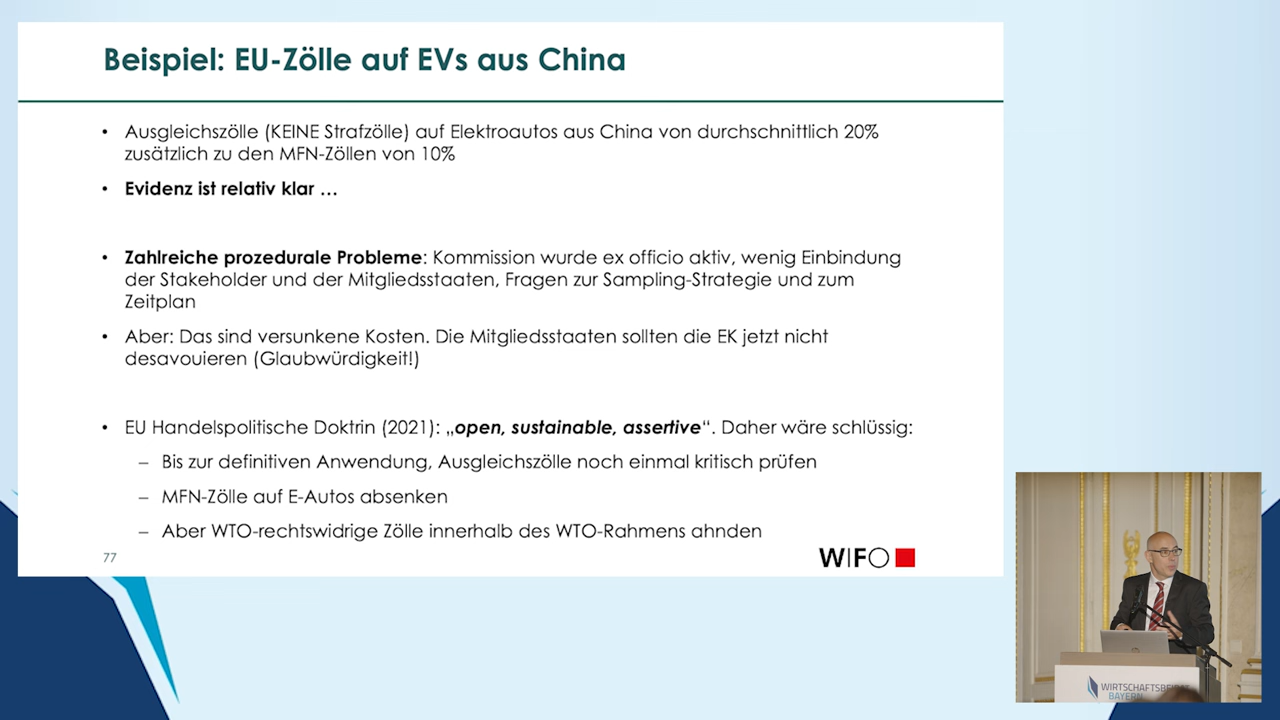 Beispiel: EU-Zölle auf EVs aus China
• Ausgleichszölle (KEINE Strafzölle) auf Elektroautos aus China von durchschnittlich 20%
zusätzlich zu den MFN-Zöllen von 10%
• Evidenz ist relativ klar …
• Zahlreiche prozedurale Probleme: Kommission wurde ex officio aktiv, wenig Einbindung
der Stakeholder und der Mitgliedsstaaten, Fragen zur Sampling-Strategie und zum
Zeitplan
• Aber: Das sind versunkene Kosten. Die Mitgliedsstaaten sollten die EK jetzt nicht
desavouieren (Glaubwürdigkeit!)
• EU Handelspolitische Doktrin (2021): „open, sustainable, assertive“. Daher wäre schlüssig:
– Bis zur definitiven Anwendung, Ausgleichszölle noch einmal kritisch prüfen
– MFN-Zölle auf E-Autos absenken
– Aber WTO-rechtswidrige Zölle innerhalb des WTO-Rahmens ahnden
77
WIFO
BAYERN